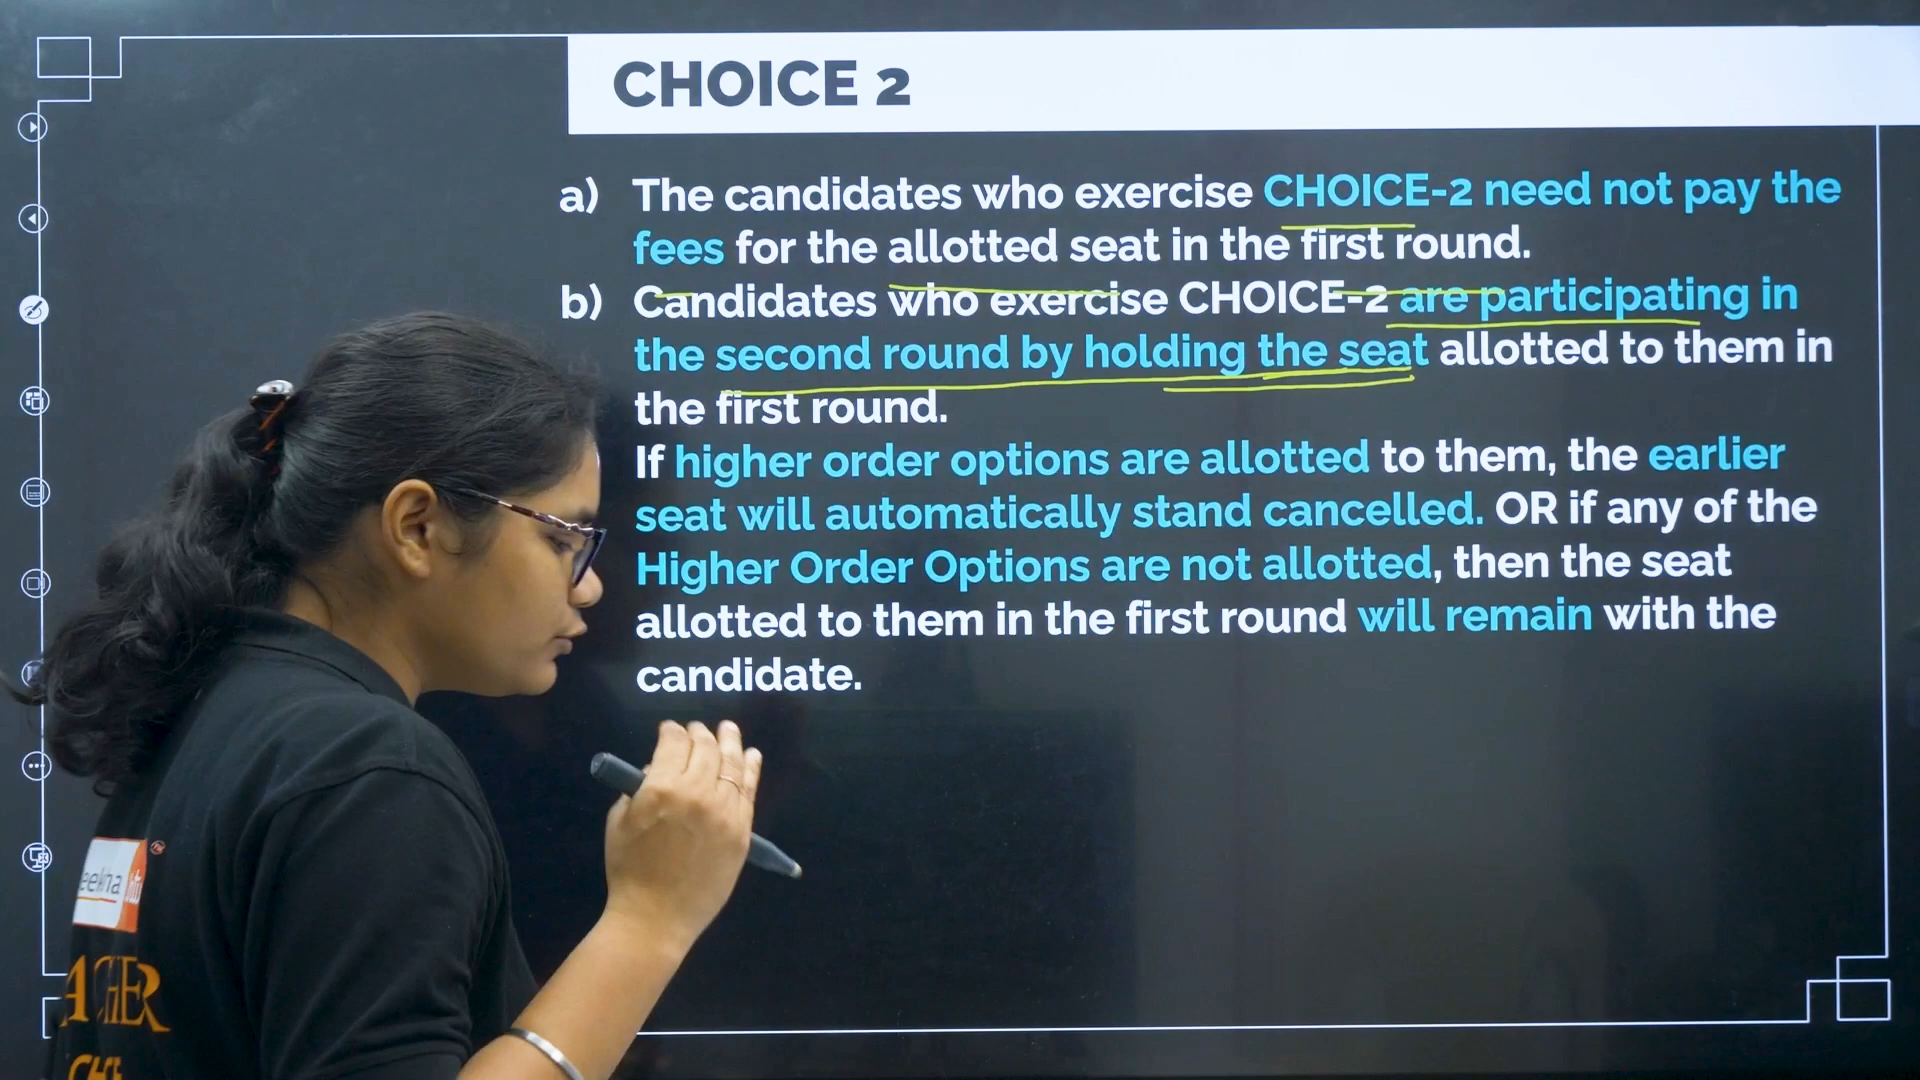 CHOICE 2
a) The candidates who exercise CHOICE-2 need not pay the
fees for the allotted seat in the first round.
b) Candidates who exercise CHOICE-2 are participating in
the second round by holding the seat allotted to them in
the first round.
If higher order options are allotted to them, the earlier
seat will automatically stand cancelled. OR if any of the
Higher Order Options are not allotted, then the seat
allotted to them in the first round will remain with the
candidate.